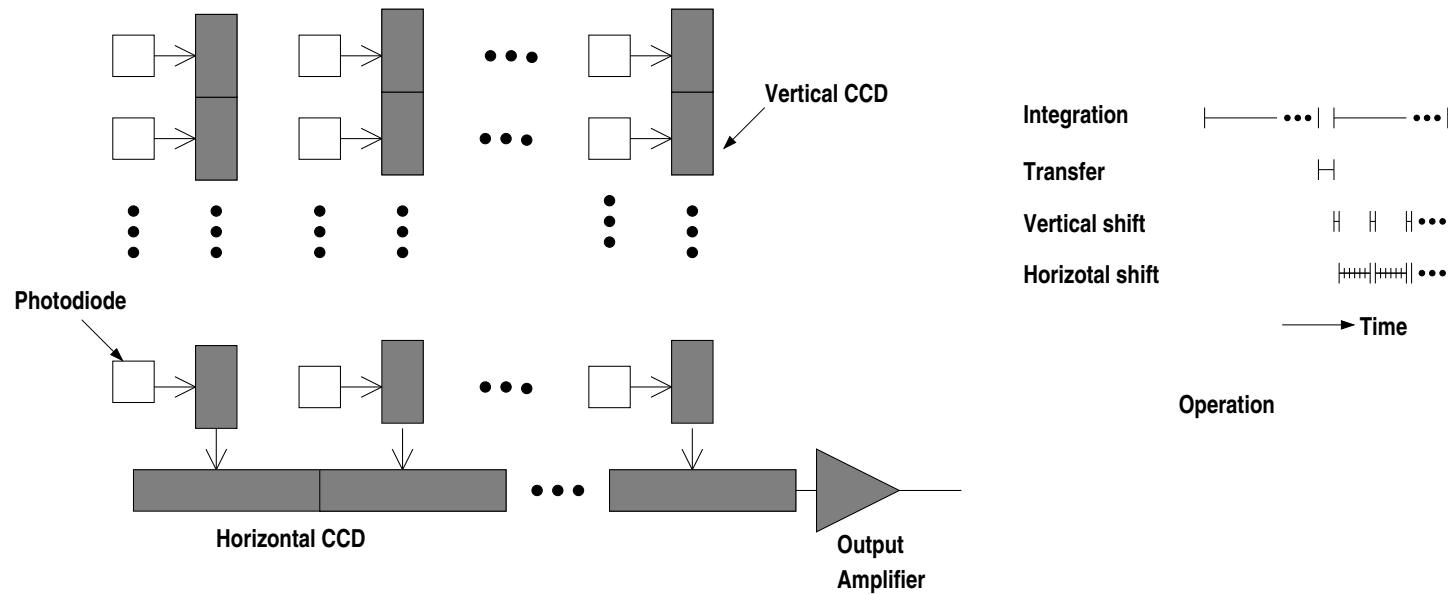 Vertical CCD
Photodiode
Horizontal CCD
Output
Amplifier
Integration
Transfer
Vertical shift
Horizotal shift
Time
Operation